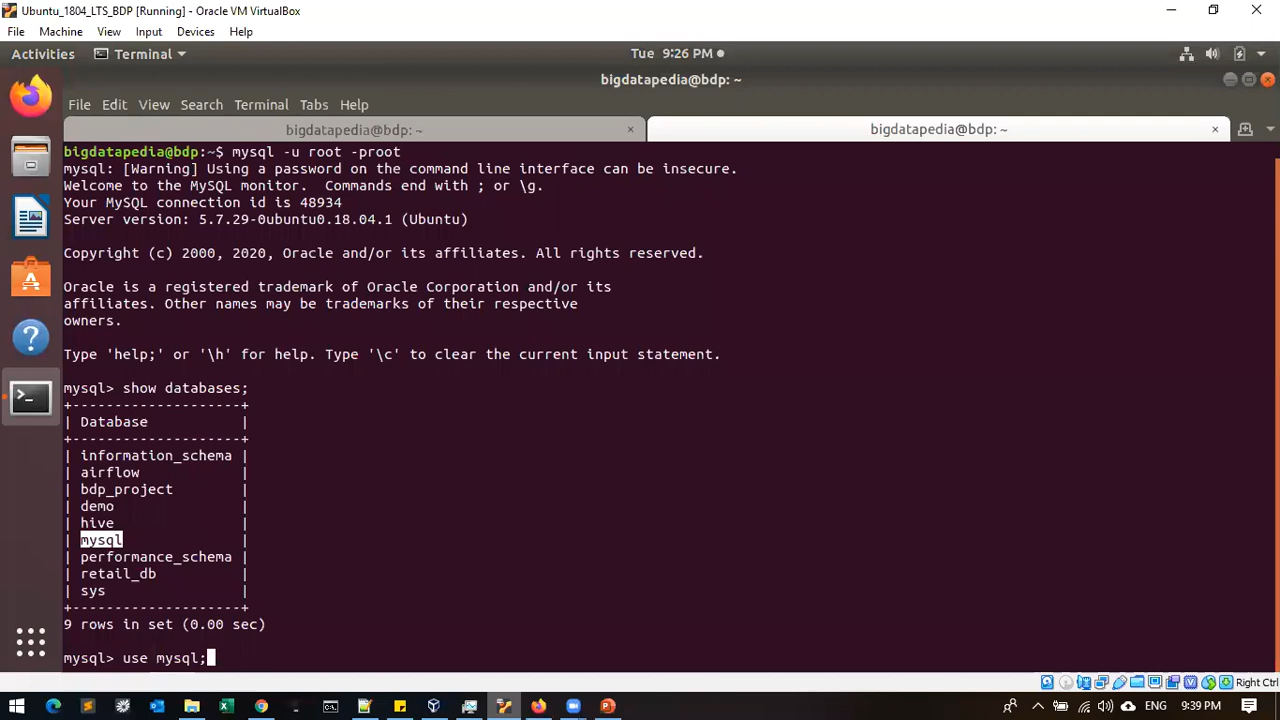 Ubuntu_1804_LTS_BDP [Running] - Oracle VM VirtualBox
File Machine View Input Devices Help
Activities Terminal Tue 9:26 PM
bigdatapedia@bdp: ~
File Edit View Search Terminal Tabs Help
bigdatapedia@bdp: ~ × bigdatapedia@bdp: ~ ×
bigdatapedia@bdp:~$ mysql -u root -proot
mysql: [Warning] Using a password on the command line interface can be insecure.
Welcome to the MySQL monitor.  Commands end with ; or \g.
Your MySQL connection id is 48934
Server version: 5.7.29-0ubuntu0.18.04.1 (Ubuntu)
Copyright (c) 2000, 2020, Oracle and/or its affiliates. All rights reserved.
Oracle is a registered trademark of Oracle Corporation and/or its
affiliates. Other names may be trademarks of their respective
owners.
Type 'help;' or '\h' for help. Type '\c' to clear the current input statement.
mysql> show databases;
+--------------------+
| Database           |
+--------------------+
| information_schema |
| airflow            |
| bdp_project        |
| demo               |
| hive               |
| mysql              |
| performance_schema |
| retail_db          |
| sys                |
+--------------------+
9 rows in set (0.00 sec)
mysql> use mysql;
Right Ctrl
ENG 9:39 PM